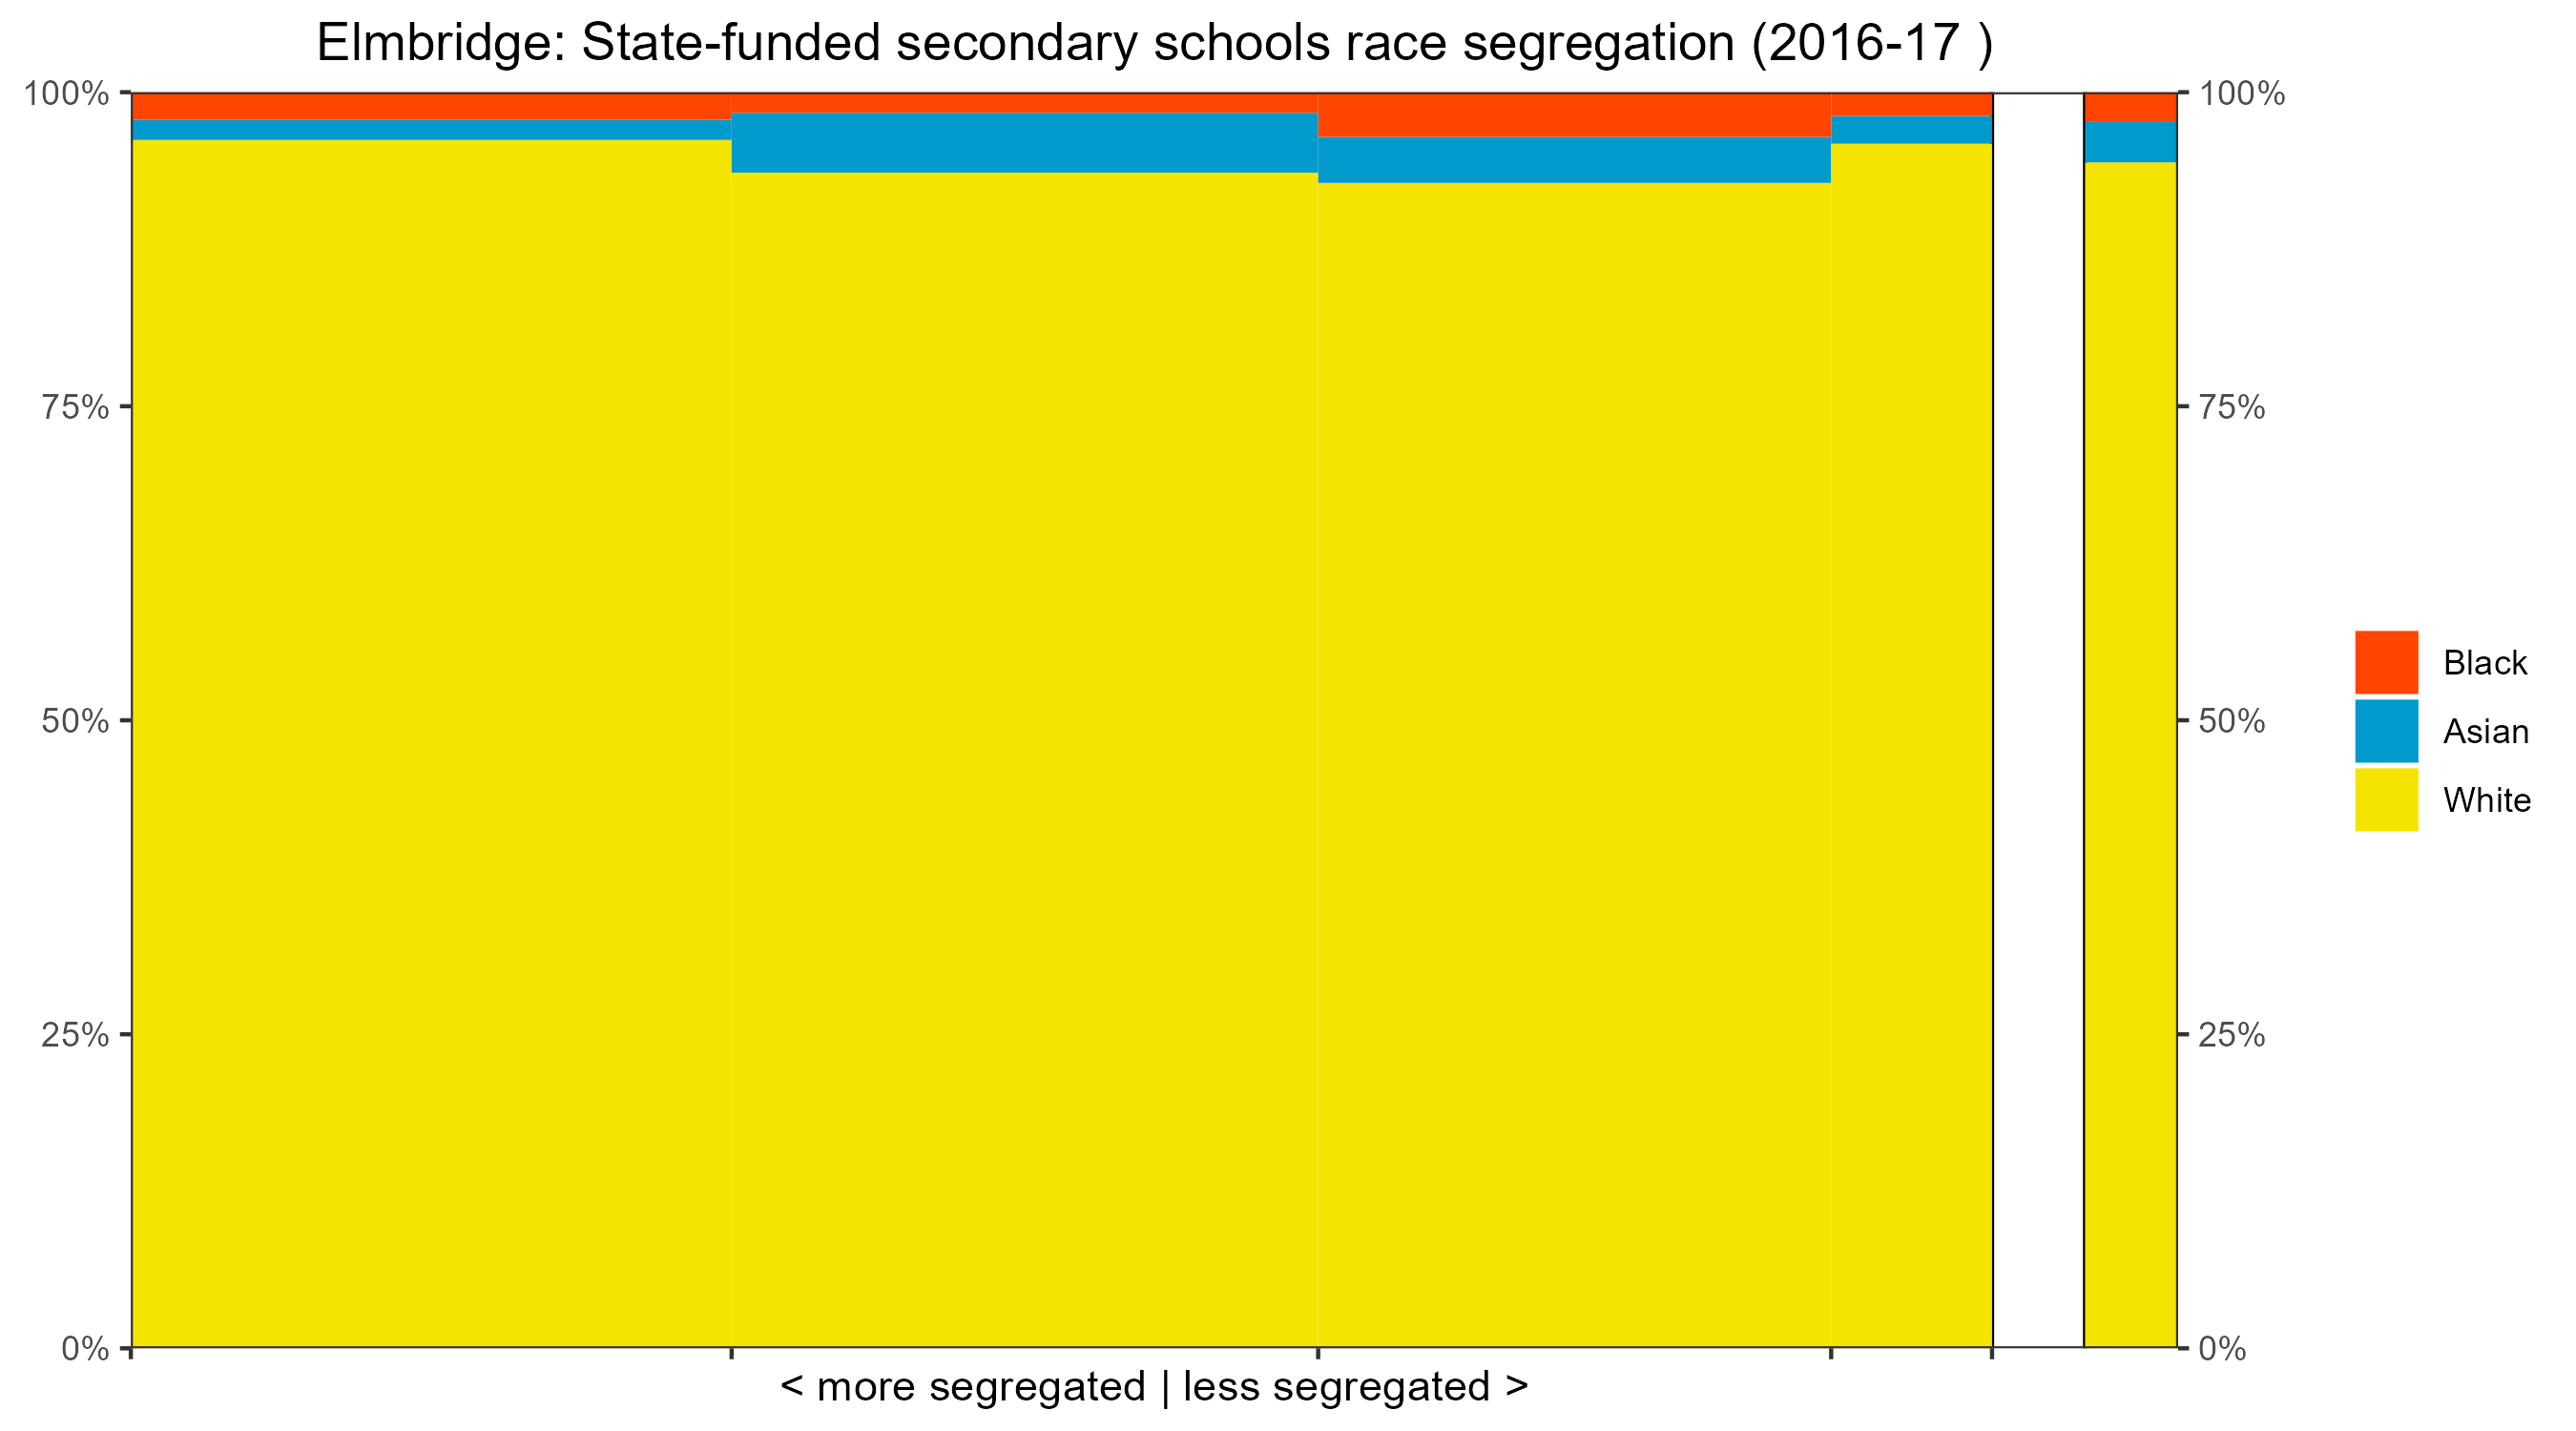 Elmbridge: State-funded secondary schools race segregation (2016-17 )
100%
75%
50%
25%
0%
100%
75%
50%
25%
0%
Black
Asian
White
< more segregated | less segregated >